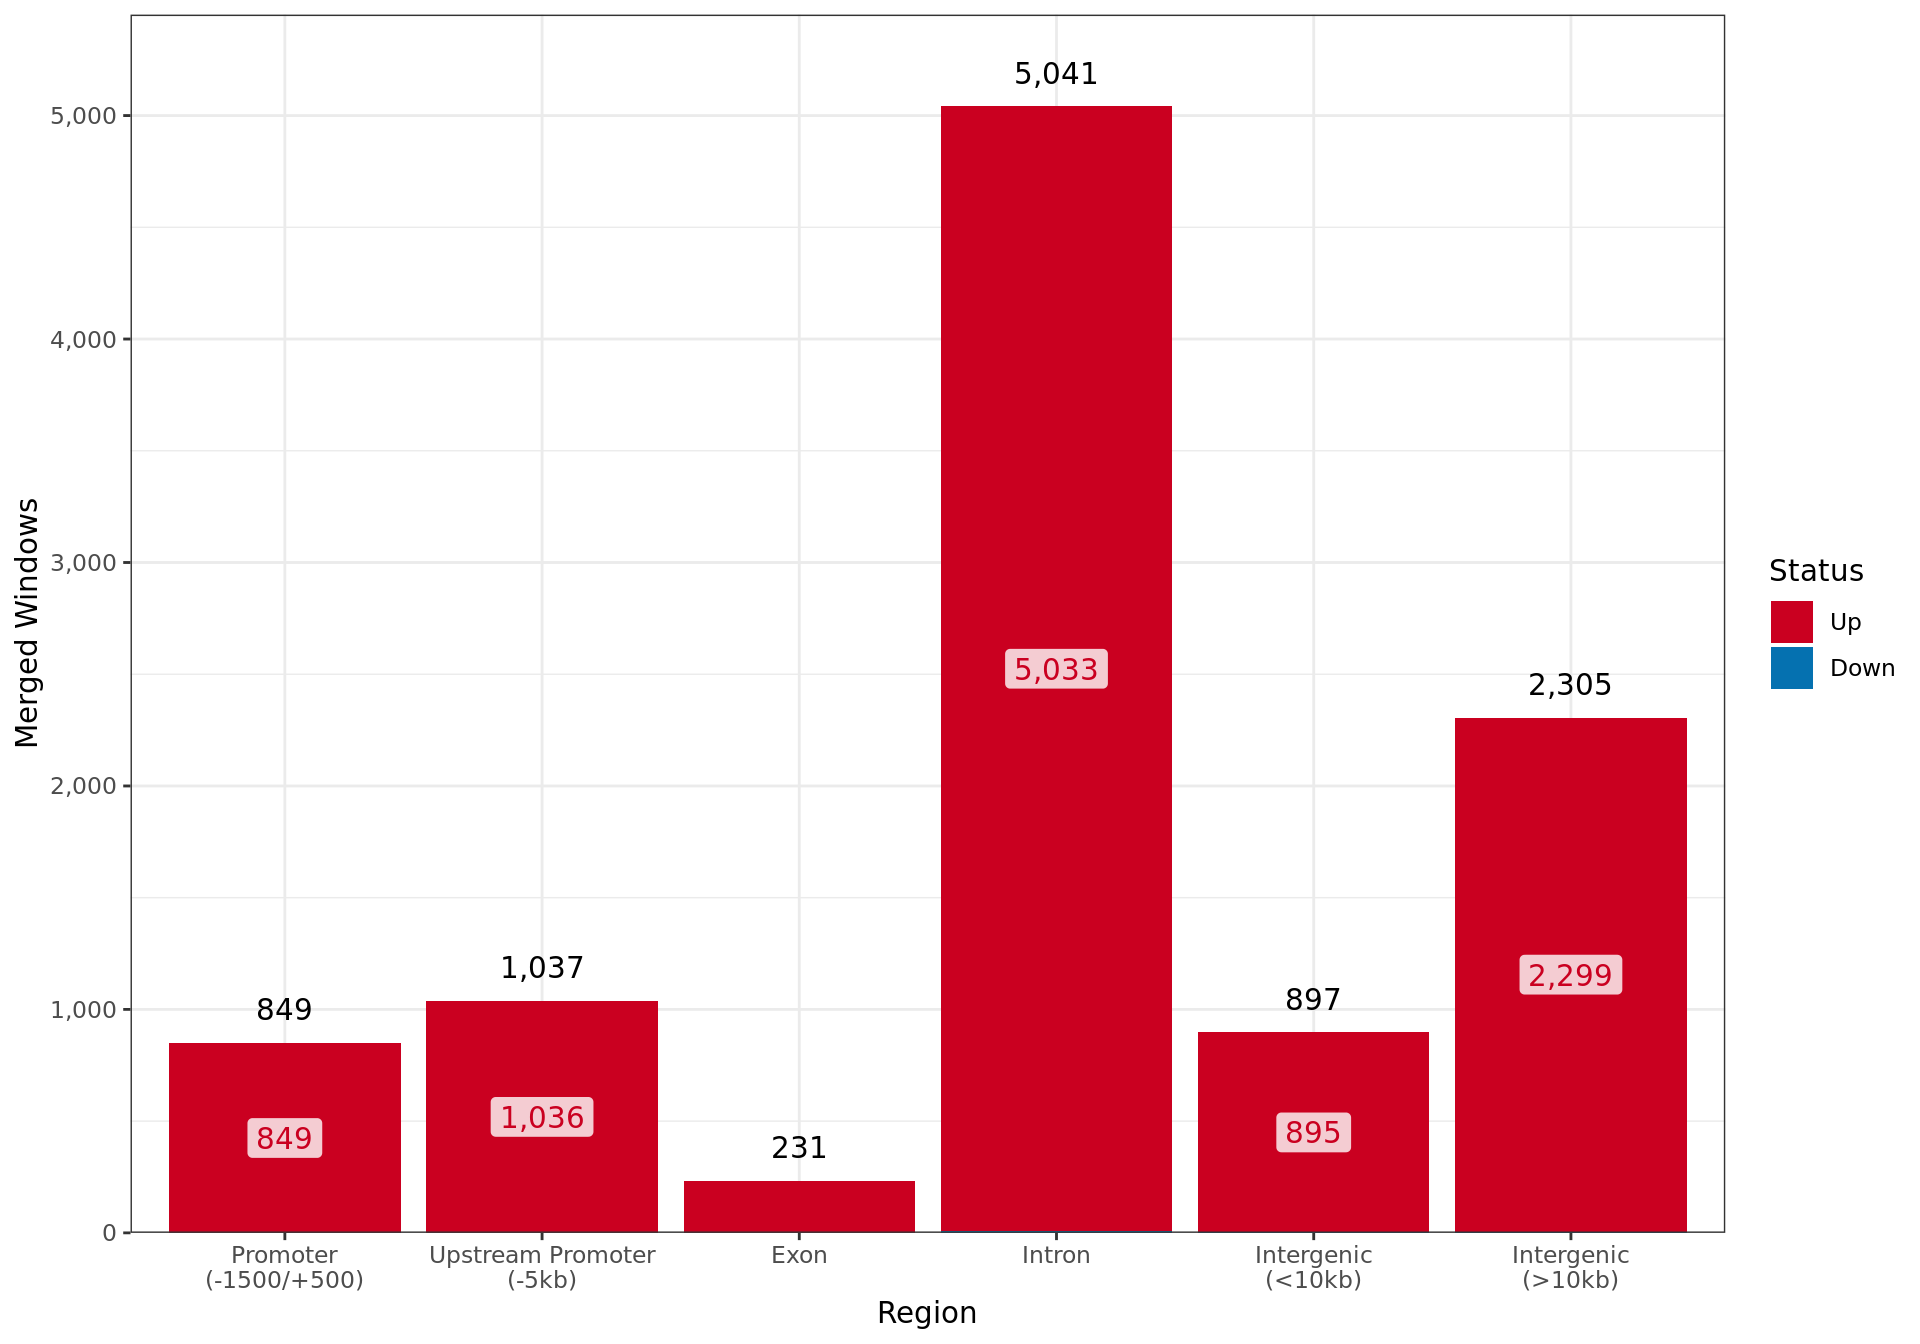 5,041
5,000
4,000
3,000
2,000
1,000
0
Merged Windows
849
849
1,037
1,036
231
5,033
897
895
2,305
2,299
Promoter
(-1500/+500)
Upstream Promoter
(-5kb)
Exon
Intron
Intergenic
(<10kb)
Intergenic
(>10kb)
Region
Status
Up
Down